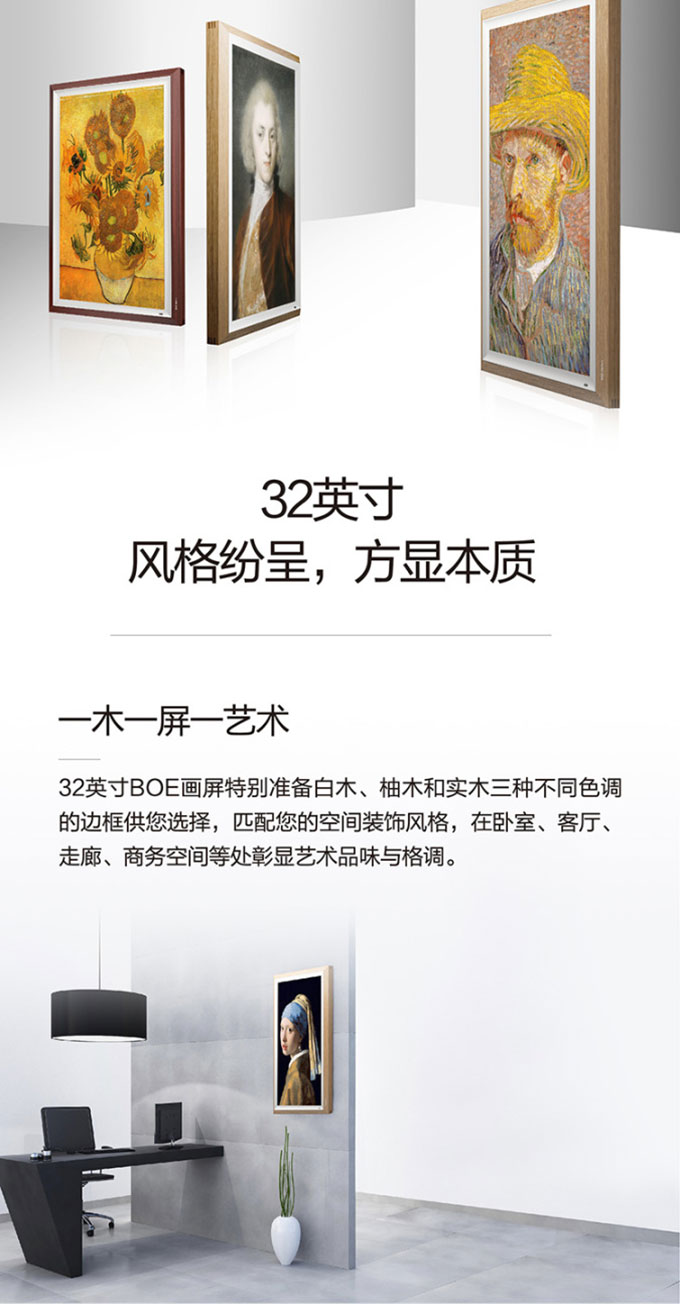 32英寸
风格纷呈，方显本质
一木一屏一艺术
32英寸BOE画屏特别准备白木、柚木和实木三种不同色调
的边框供您选择，匹配您的空间装饰风格，在卧室、客厅、
走廊、商务空间等处彰显艺术品味与格调。